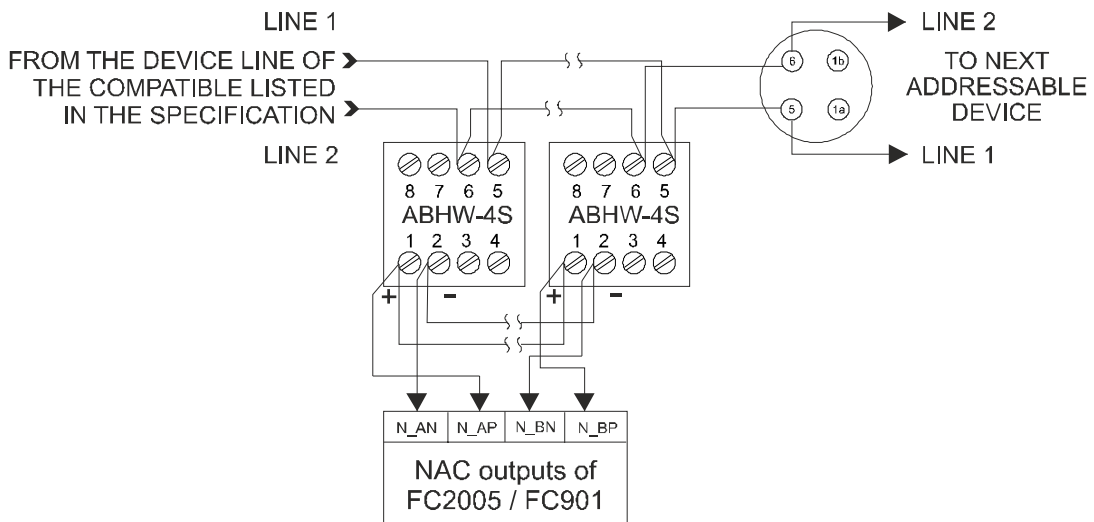 LINE 1
FROM THE DEVICE LINE OF
THE COMPATIBLE LISTED
IN THE SPECIFICATION
LINE 2
LINE 2
TO NEXT
ADDRESSABLE
DEVICE
LINE 1
6 1b
5 1a
8 7 6 5
ABHW-4S
1 2 3 4
+ -
8 7 6 5
ABHW-4S
1 2 3 4
+ -
N_AN N_AP N_BN N_BP
NAC outputs of
FC2005 / FC901